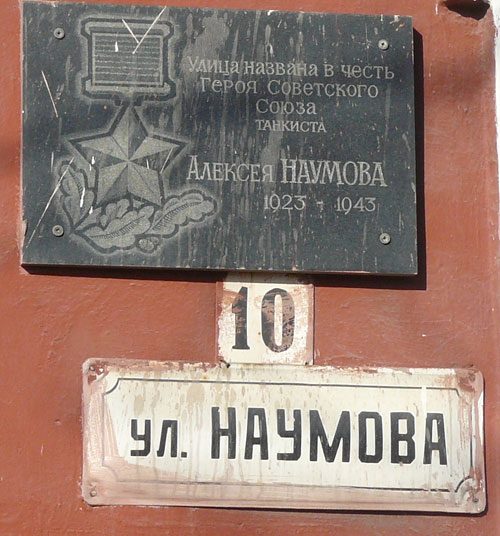 Улица названа в честь
Героя Советского
Союза
танкиста
Алексея НАУМОВА
1923 - 1943
10
ул. НАУМОВА